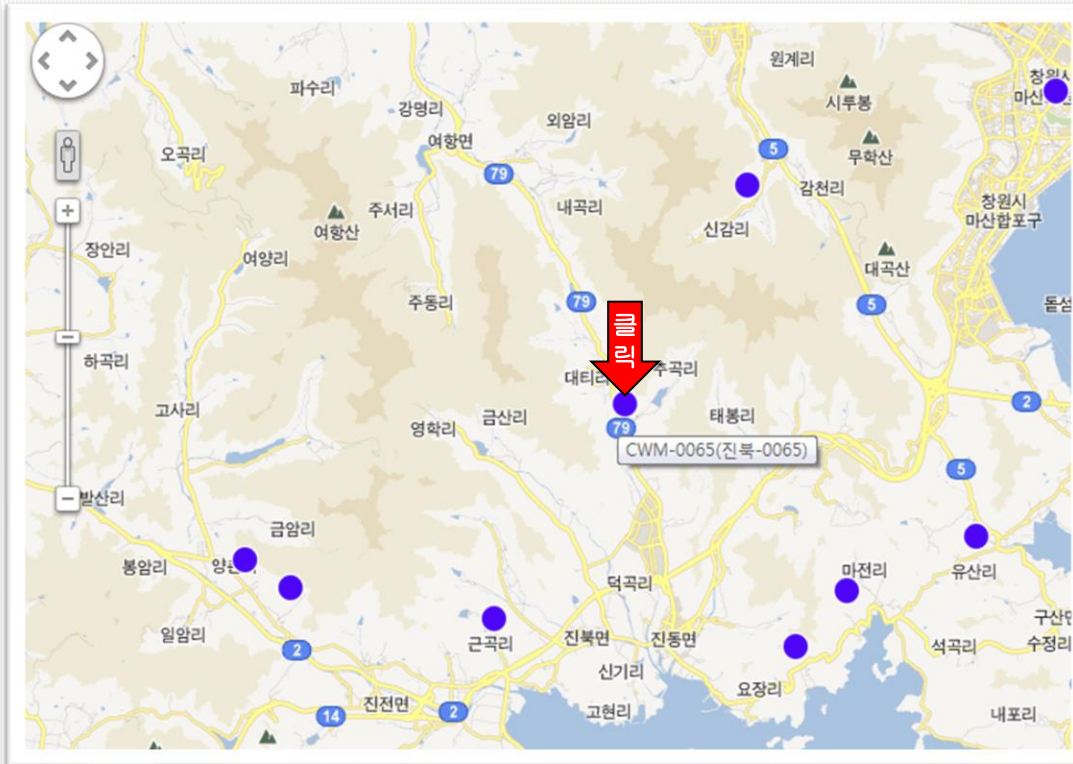 원계리
창원시
마산
파수리
시루봉
강명리
외암리
여항면
5
무학산
오곡리
79
감천리
주서리
내곡리
창원시
마산합포구
여항산
신감리
장안리
여양리
대곡산
주동리
79
5
돝섬
클
릭
하곡리
대티리
추곡리
2
고사리
금산리
태봉리
영학리
79
CWM-0065(진북-0065)
5
발산리
금암리
봉암리
마전리
유산리
덕곡리
구산면
일암리
근곡리
진북면
진동면
석곡리
수정리
2
신기리
요장리
진전면
14
2
고현리
내포리